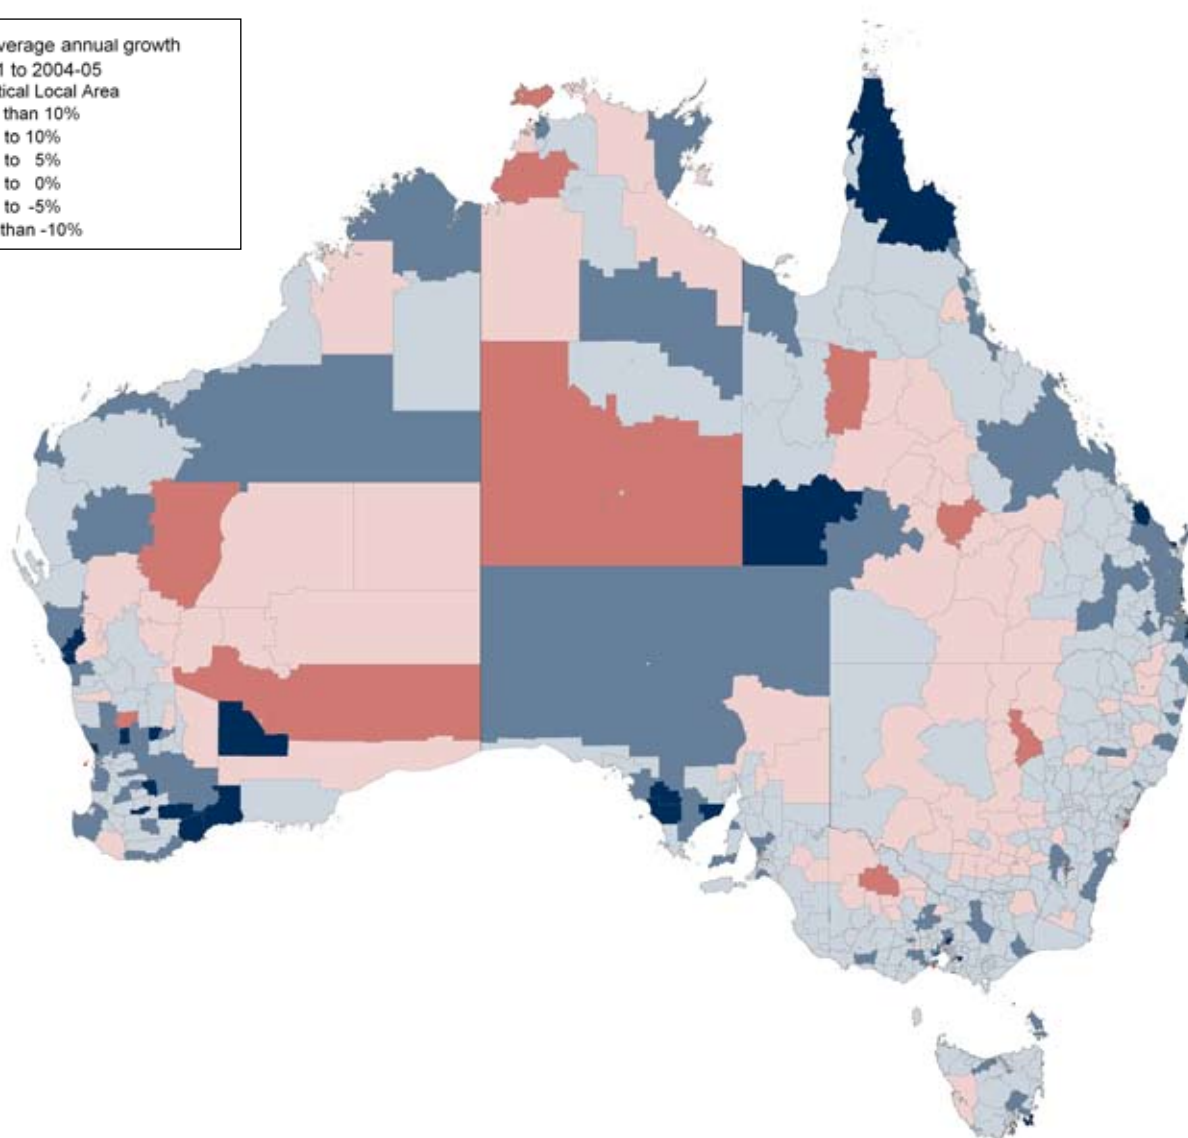 verage annual growth
1 to 2004-05
tical Local Area
than 10%
to 10%
to 5%
to 0%
to -5%
than -10%